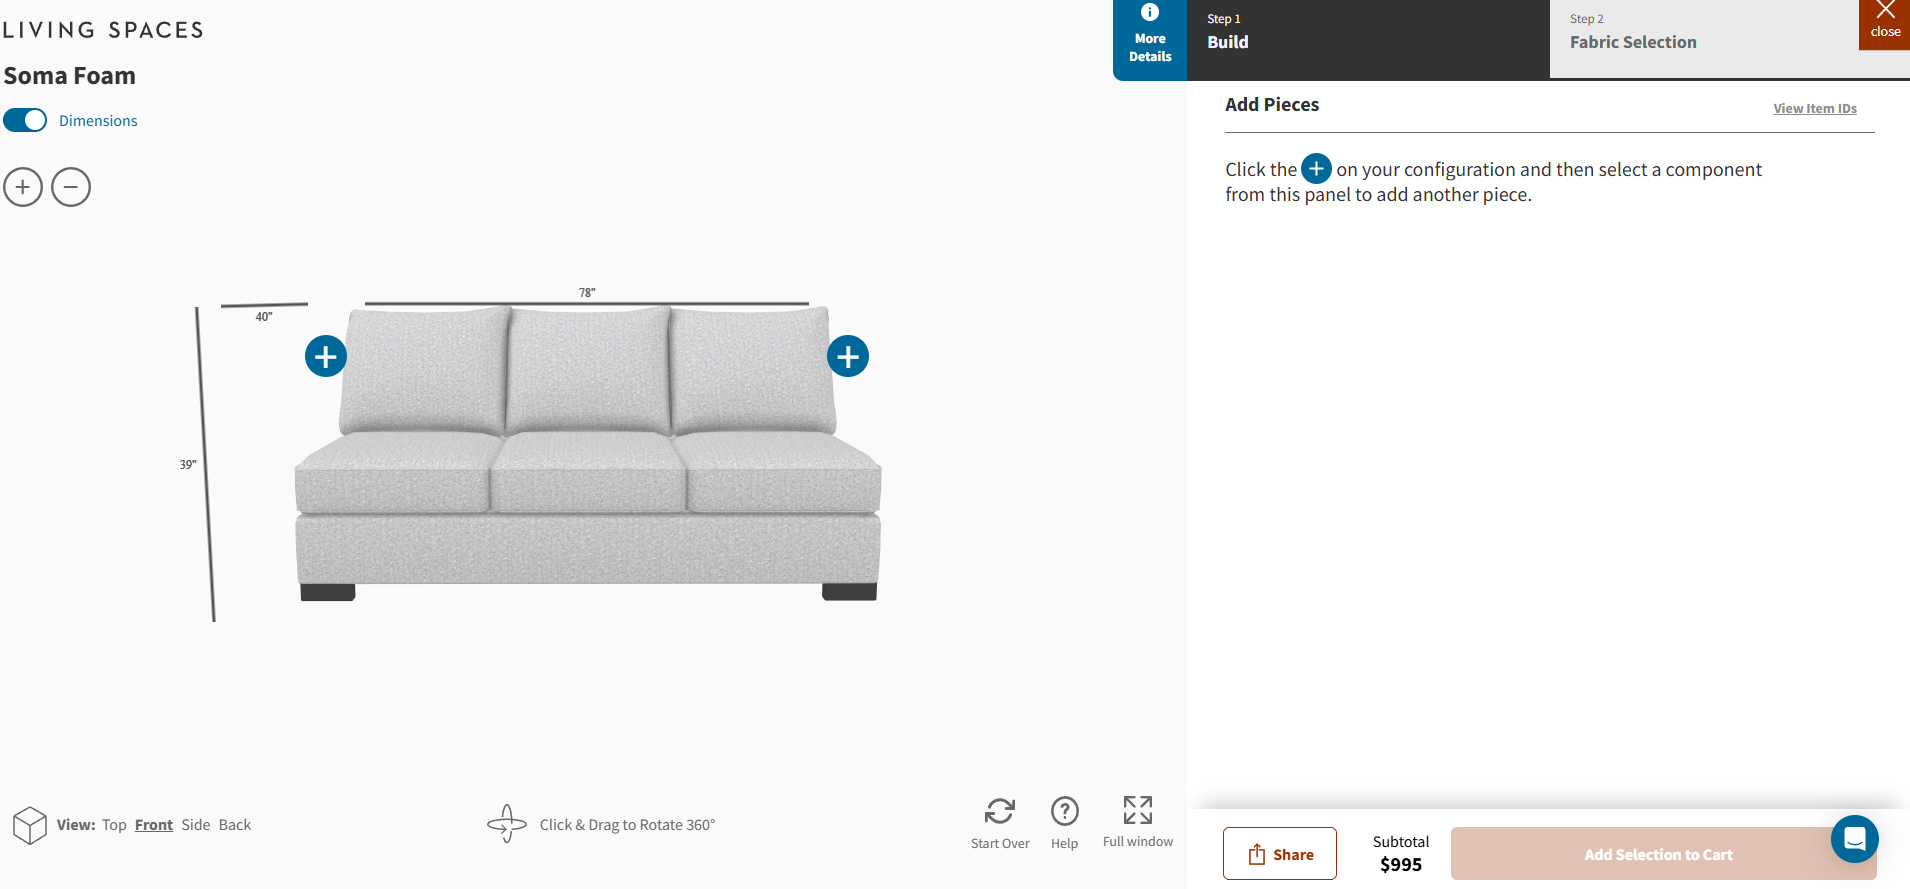 LIVING SPACES
Soma Foam
Dimensions
78"
40"
39"
View: Top Front Side Back
Click & Drag to Rotate 360°
Start Over
Help
Full window
More
Details
Step 1
Build
Step 2
Fabric Selection
close
Add Pieces
View Item IDs
Click the + on your configuration and then select a component
from this panel to add another piece.
Share
Subtotal
$995
Add Selection to Cart